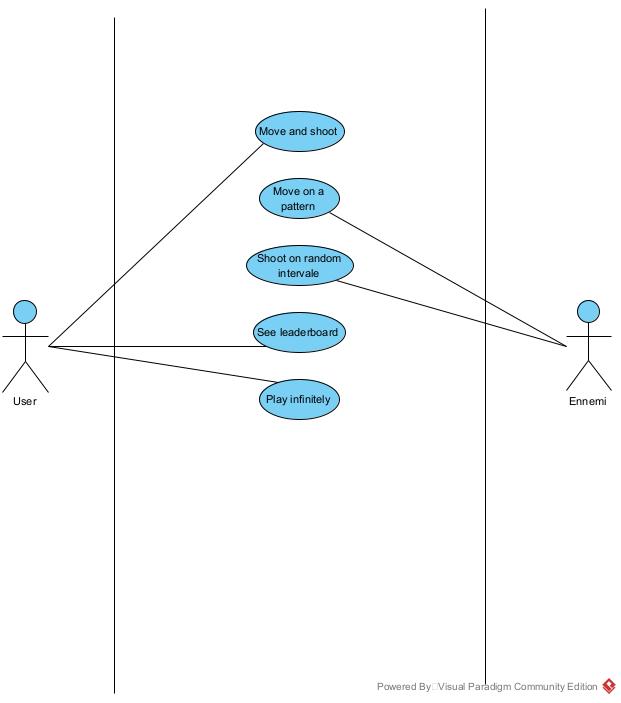 Move and shoot
Move on a
pattern
Shoot on random
intervale
See leaderboard
Play infinitely
User
Ennemi
Powered By Visual Paradigm Community Edition